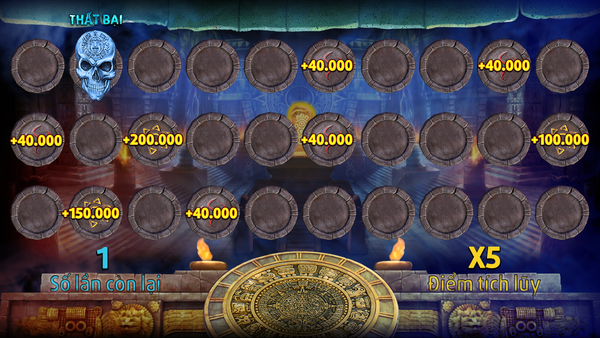 THẤT BẠI
+40.000 +40.000
+40.000 +200.000 +40.000 +100.000
+150.000 +40.000
1 X5
Số lần còn lại Điểm tích lũy